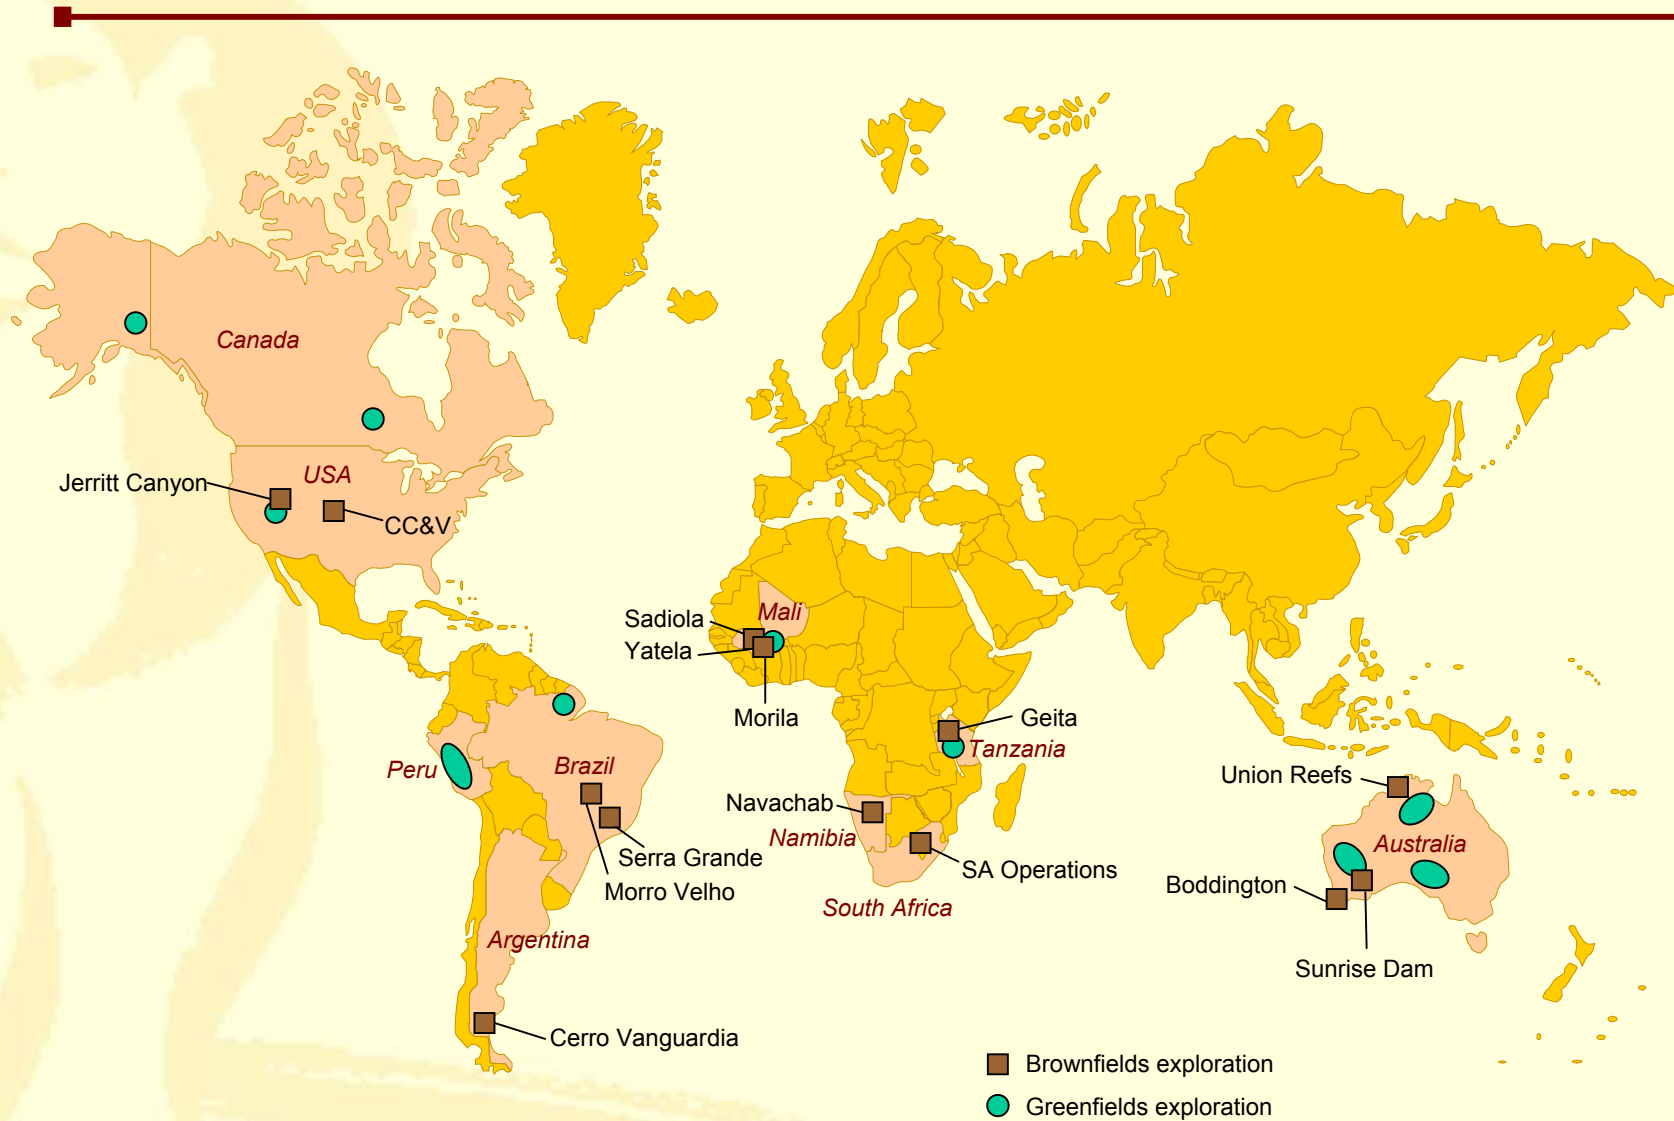 Canada
USA
Jerritt Canyon
CC&V
Sadiola
Mali
Yatela
Morila
Geita
Tanzania
Peru
Brazil
Navachab
Namibia
Union Reefs
Australia
Serra Grande
SA Operations
Morro Velho
Boddington
South Africa
Argentina
Sunrise Dam
Cerro Vanguardia
Brownfields exploration
Greenfields exploration